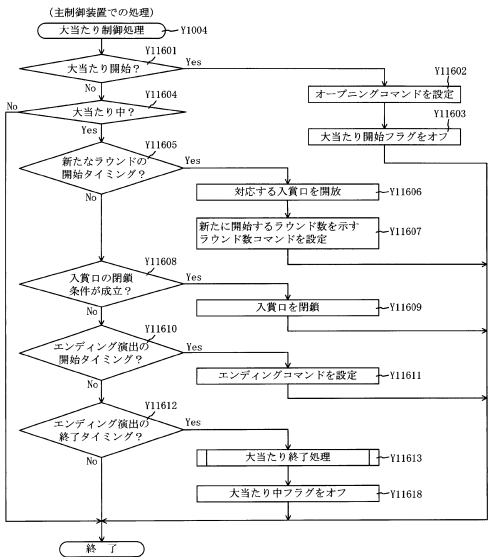 (主制御装置での処理)
大当たり制御処理
Y1004
Y11601
大当たり開始?
Yes
No
Y11602
オープニングコマンドを設定
Y11603
大当たり開始フラグをオフ
Y11604
大当たり中?
No
Yes
Y11605
新たなラウンドの
開始タイミング?
Yes
No
対応する入賞口を開放
Y11606
新たに開始するラウンド数を示す
ラウンド数コマンドを設定
Y11607
Y11608
入賞口の閉鎖
条件が成立?
Yes
No
入賞口を閉鎖
Y11609
Y11610
エンディング演出の
開始タイミング?
Yes
No
エンディングコマンドを設定
Y11611
Y11612
エンディング演出の
終了タイミング?
Yes
No
大当たり終了処理
Y11613
大当たり中フラグをオフ
Y11618
終 了